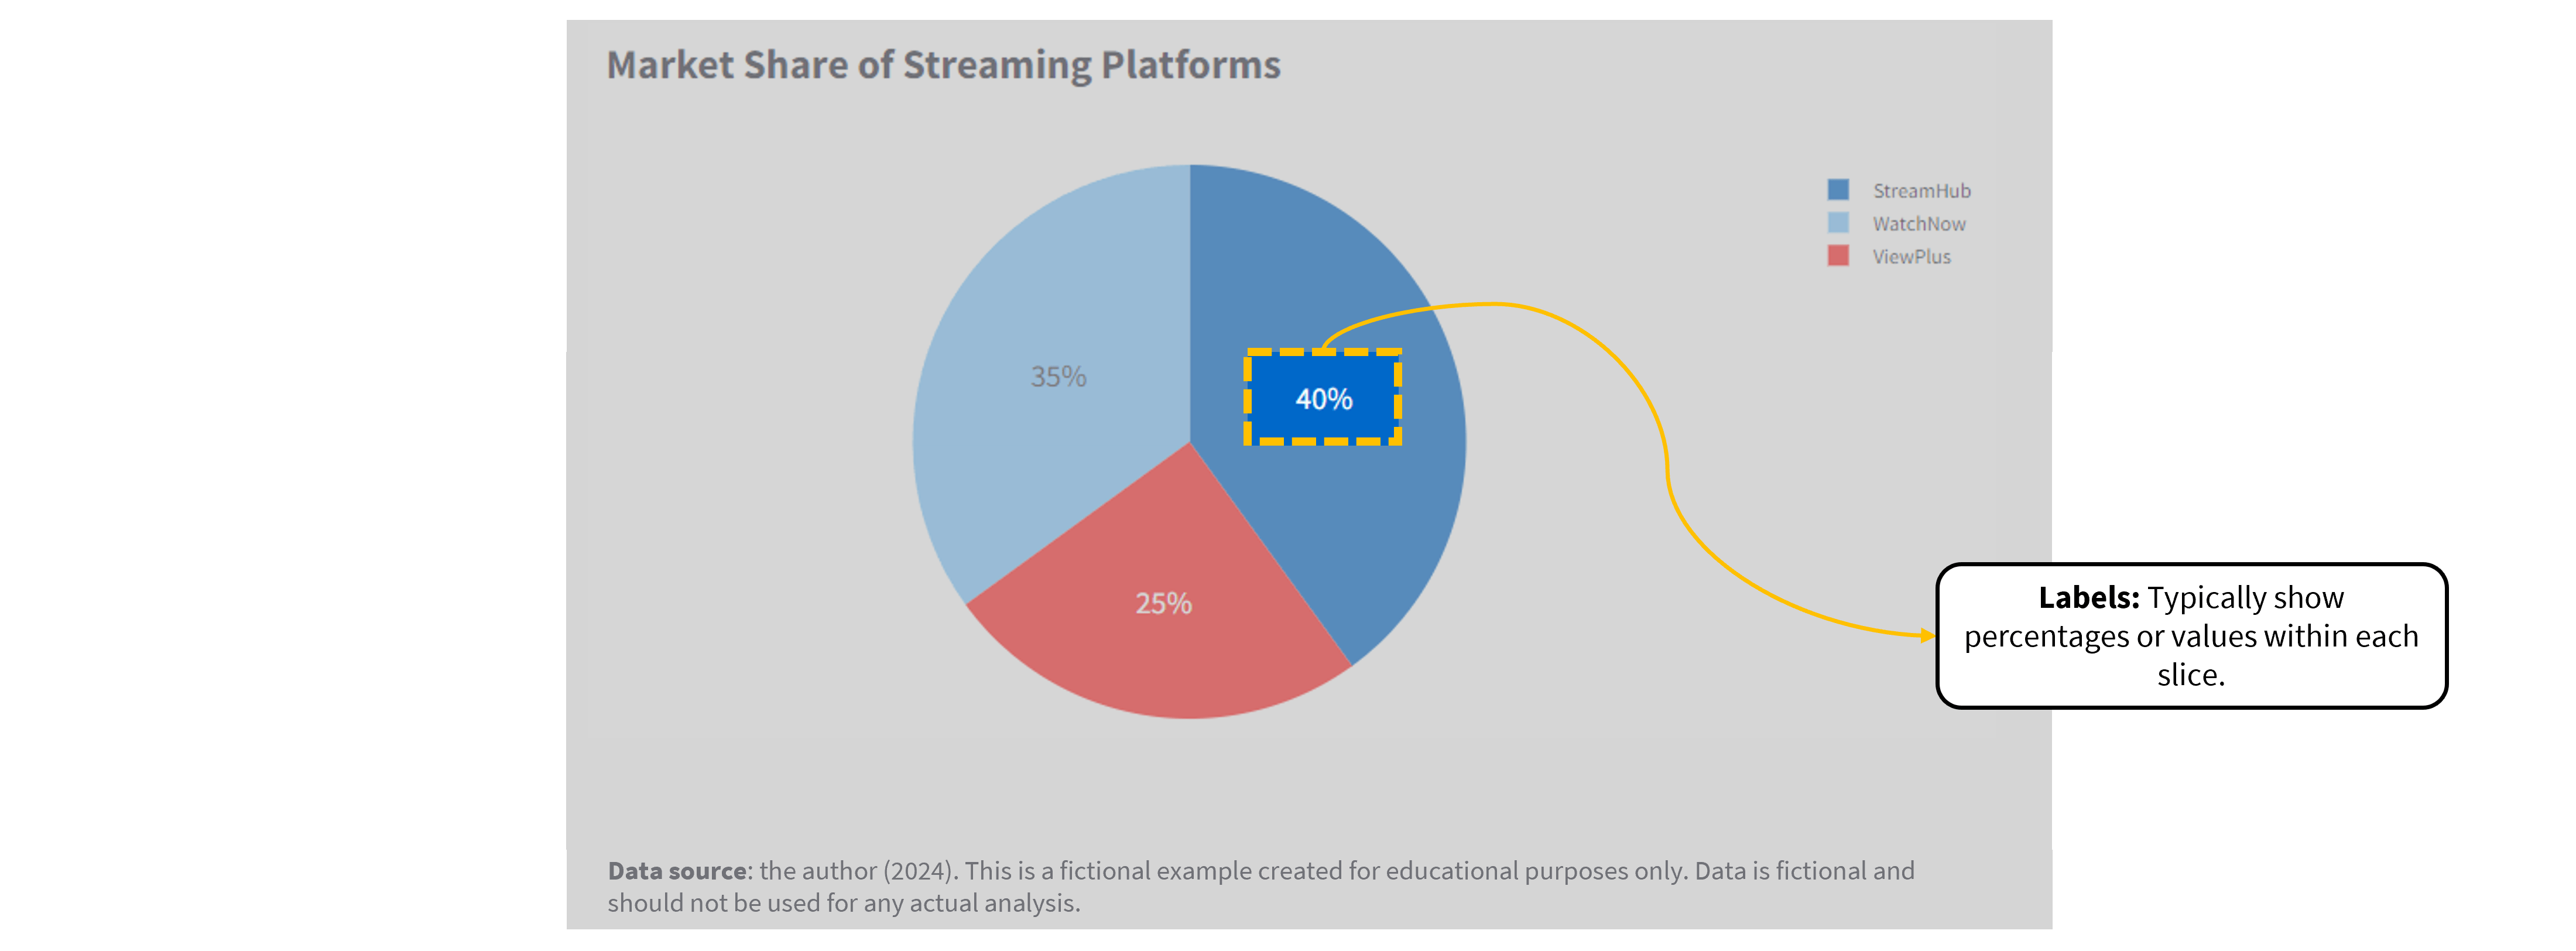 Market Share of Streaming Platforms
StreamHub
WatchNow
ViewPlus
35%
40%
25%
Labels: Typically show
percentages or values within each
slice.
Data source: the author (2024). This is a fictional example created for educational purposes only. Data is fictional and
should not be used for any actual analysis.